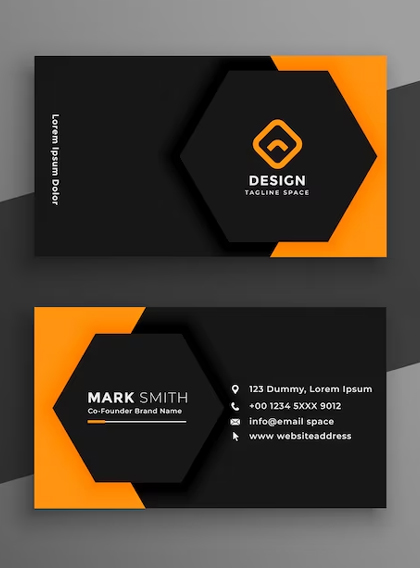 Lorem Ipsum Dolor
DESIGN
TAGLINE SPACE
MARK SMITH
Co-Founder Brand Name
123 Dummy, Lorem Ipsum
+00 1234 5XXX 9012
info@email space
www websiteaddress